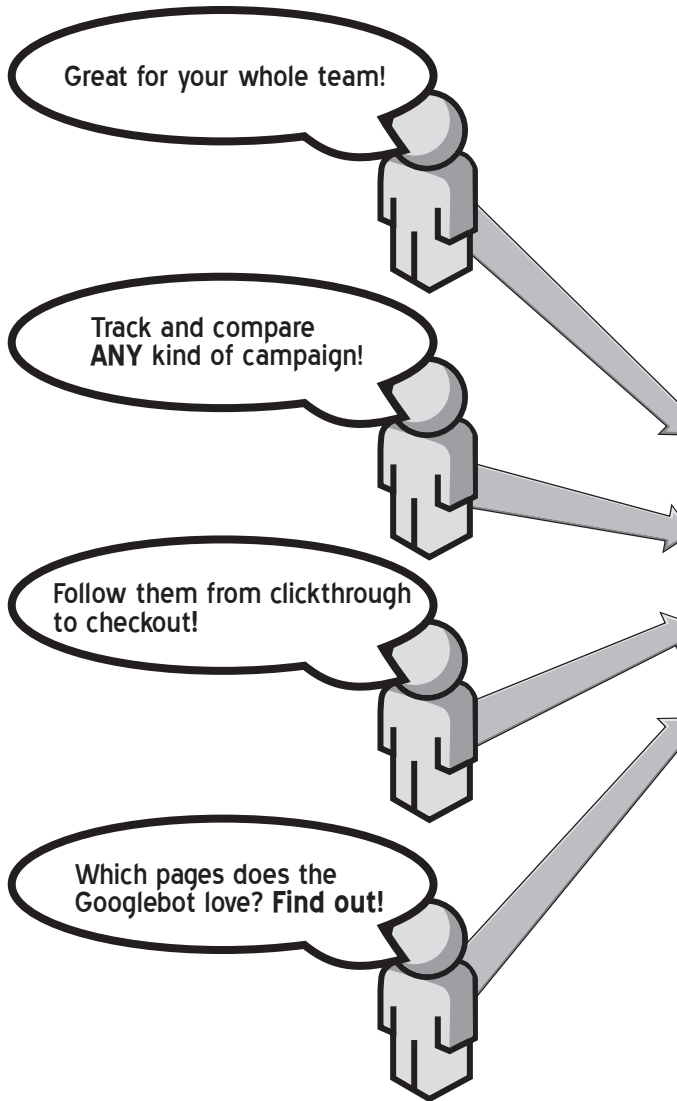 Great for your whole team!
Track and compare
ANY kind of campaign!
Follow them from clickthrough
to checkout!
Which pages does the
Googlebot love? Find out!